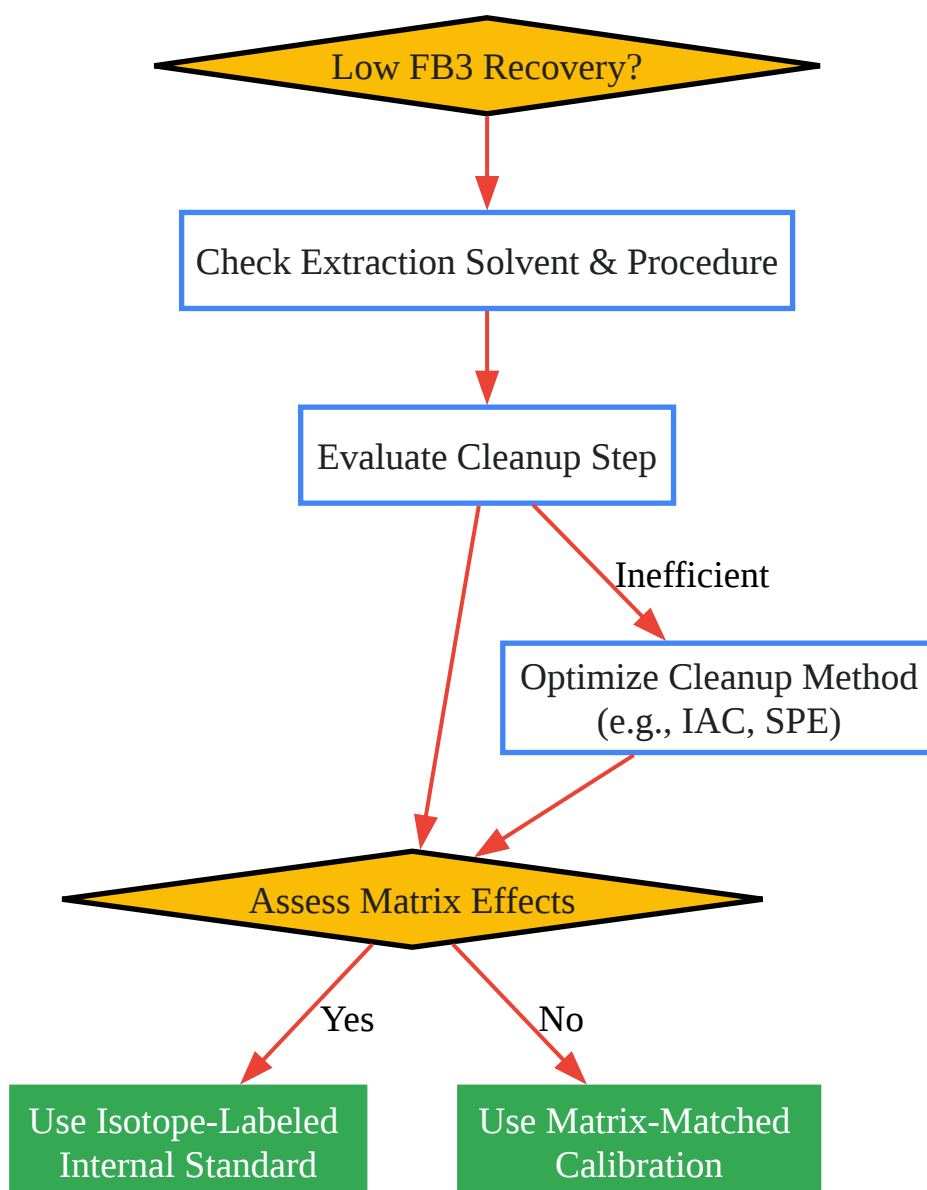 Low FB3 Recovery?
Check Extraction Solvent & Procedure
Evaluate Cleanup Step
Inefficient
Optimize Cleanup Method
(e.g., IAC, SPE)
Assess Matrix Effects
Yes
No
Use Isotope-Labeled
Internal Standard
Use Matrix-Matched
Calibration